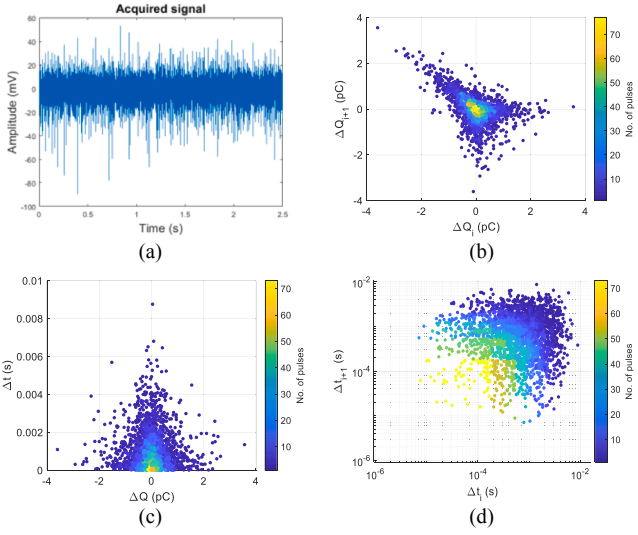 Acquired signal
60
40
20
0
-20
-40
-60
-80
-100
Amplitude (mV)
0 0.5 1 1.5 2 2.5
Time (s)
(a)
4
2
0
-2
-4
ΔQi+1 (pC)
-4 -2 0 2 4
ΔQi (pC)
70
60
50
40
30
20
10
No. of pulses
(b)
0.01
0.008
0.006
0.004
0.002
0
Δt (s)
-4 -2 0 2 4
ΔQ (pC)
70
60
50
40
30
20
10
No. of pulses
(c)
10-2
10-4
10-6
Δti+1 (s)
10-6 10-4 10-2
Δti (s)
70
60
50
40
30
20
10
No. of pulses
(d)